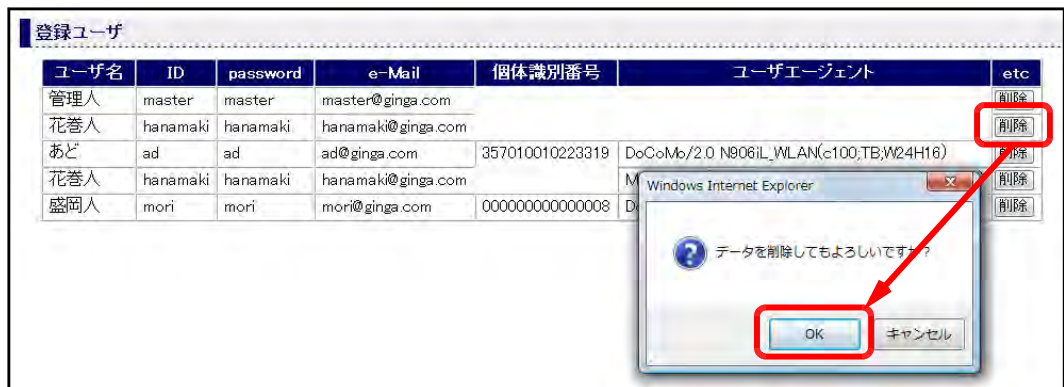 登録ユーザ
ユーザ名 ID password e-Mail 個体識別番号 ユーザエージェント etc
管理人 master master master@ginga.com 削除
花巻人 hanamaki hanamaki hanamaki@ginga.com 削除
あど ad ad ad@ginga.com 357010010223319 DoCoMo/2.0 N906iL_WLAN(c100;TB;W24H16) 削除
花巻人 hanamaki hanamaki hanamaki@ginga.com M 削除
盛岡人 mori mori mori@ginga.com 000000000000008 Do 削除
Windows Internet Explorer
データを削除してもよろしいですか?
OK キャンセル